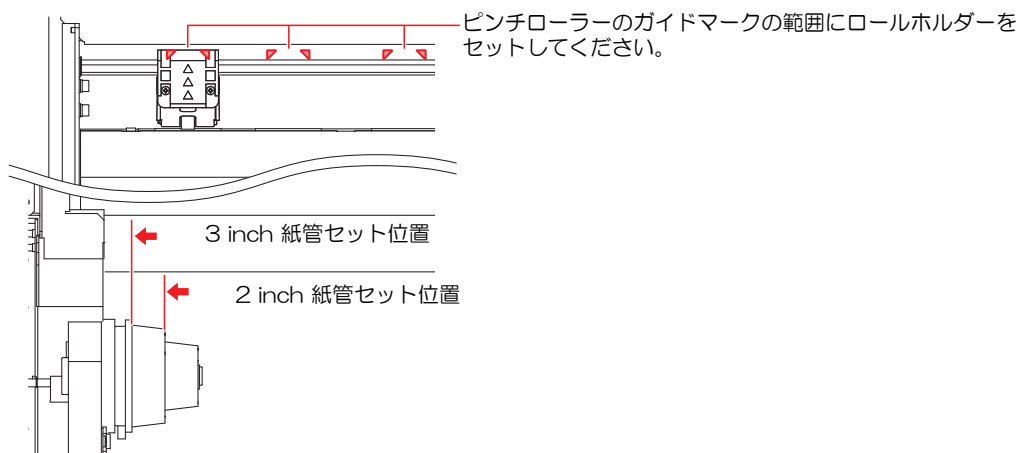 ピンチローラーのガイドマークの範囲にロールホルダーを
セットしてください。
3 inch 紙管セット位置
2 inch 紙管セット位置